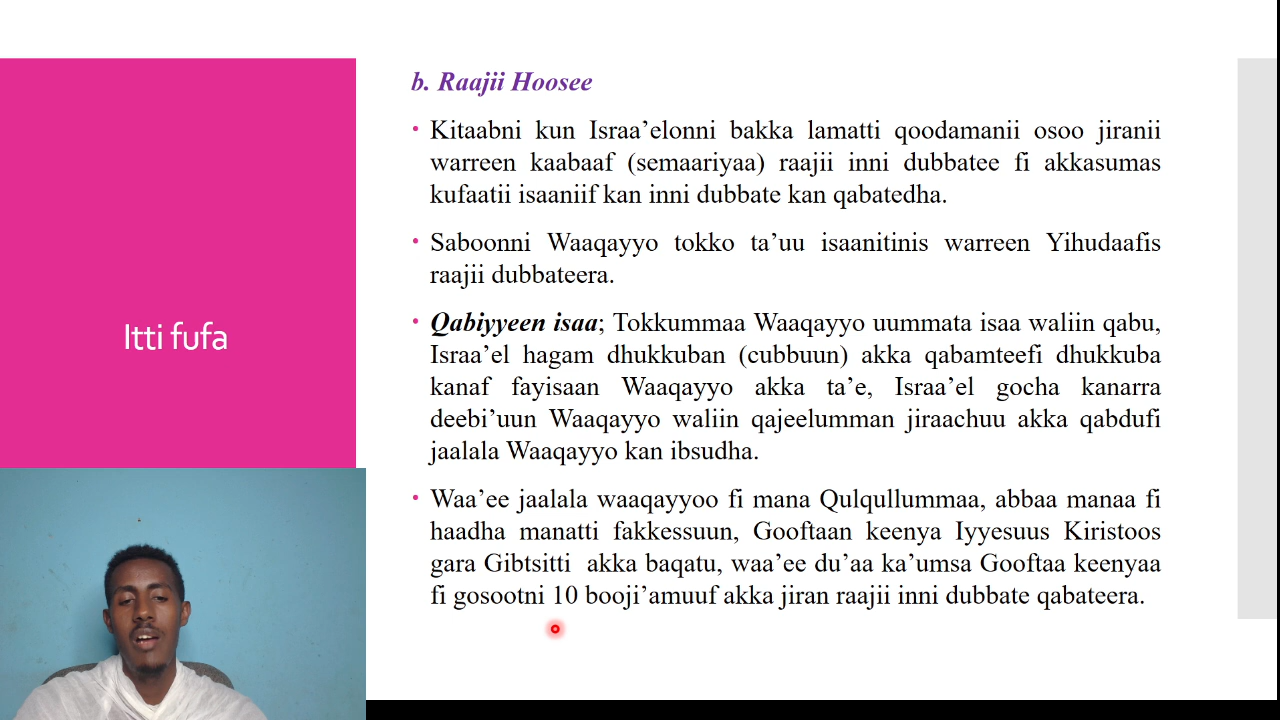 b. Raajii Hoosee
• Kitaabni kun Israa’elonni bakka lamatti qoodamanii osoo jiranii
warreen kaabaaf (semaariyaa) raajii inni dubbatee fi akkasumas
kufaatii isaaniif kan inni dubbate kan qabatedha.
• Saboonni Waaqayyo tokko ta’uu isaanitinis warreen Yihudaafis
raajii dubbateera.
Itti fufa
• Qabiyyeen isaa; Tokkummaa Waaqayyo uummata isaa waliin qabu,
Israa’el hagam dhukkuban (cubbuun) akka qabamteefi dhukkuba
kanaf fayisaan Waaqayyo akka ta’e, Israa’el gocha kanarra
deebi’uun Waaqayyo waliin qajeelumman jiraachuu akka qabdufi
jaalala Waaqayyo kan ibsudha.
• Waa’ee jaalala waaqayyoo fi mana Qulqullummaa, abbaa manaa fi
haadha manatti fakkessuun, Gooftaan keenya Iyyesuus Kiristoos
gara Gibtsitti akka baqatu, waa’ee du’aa ka’umsa Gooftaa keenyaa
fi gosootni 10 booji’amuuf akka jiran raajii inni dubbate qabateera.